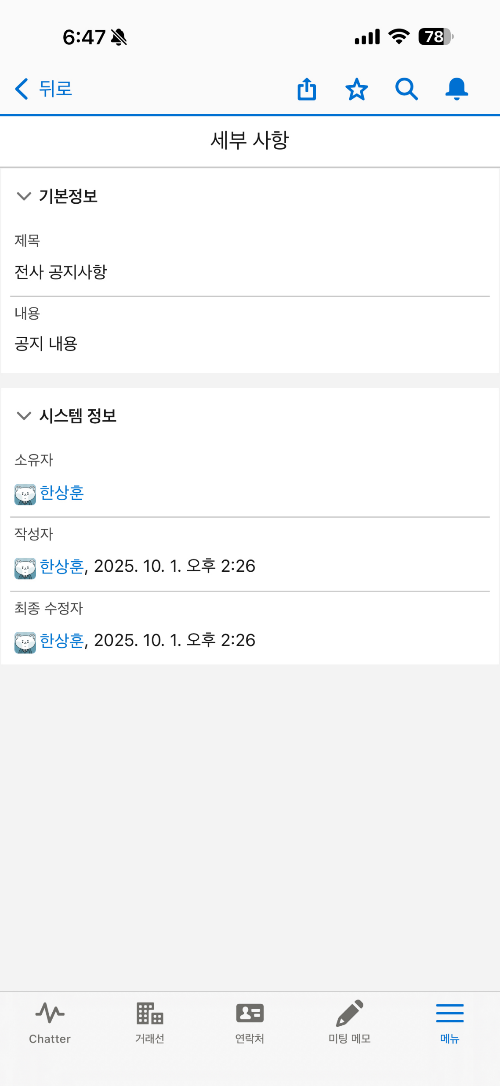 6:47
78
뒤로
세부 사항
기본정보
제목
전사 공지사항
내용
공지 내용
시스템 정보
소유자
한상훈
작성자
한상훈, 2025. 10. 1. 오후 2:26
최종 수정자
한상훈, 2025. 10. 1. 오후 2:26
Chatter 거래선 연락처 미팅 메모 메뉴